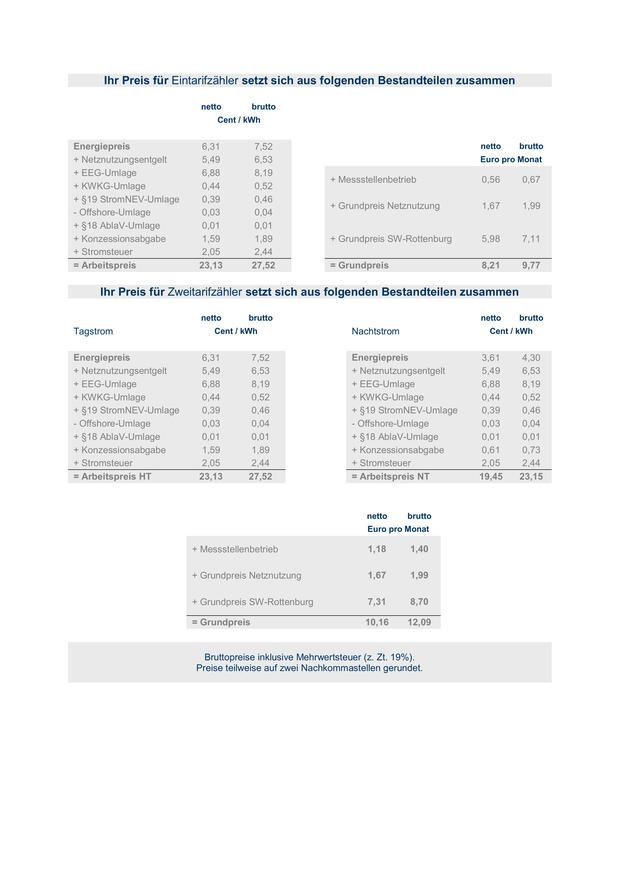 Ihr Preis für Eintarifzähler setzt sich aus folgenden Bestandteilen zusammen
netto brutto
Cent / kWh
Energiepreis 6,31 7,52
+ Netznutzungsentgelt 5,49 6,53
+ EEG-Umlage 6,88 8,19
+ KWKG-Umlage 0,44 0,52
+ §19 StromNEV-Umlage 0,39 0,46
- Offshore-Umlage 0,03 0,04
+ §18 AblaV-Umlage 0,01 0,01
+ Konzessionsabgabe 1,59 1,89
+ Stromsteuer 2,05 2,44
= Arbeitspreis 23,13 27,52
netto brutto
Euro pro Monat
+ Messstellenbetrieb 0,56 0,67
+ Grundpreis Netznutzung 1,67 1,99
+ Grundpreis SW-Rottenburg 5,98 7,11
= Grundpreis 8,21 9,77
Ihr Preis für Zweitarifzähler setzt sich aus folgenden Bestandteilen zusammen
netto brutto
Tagstrom Cent / kWh
Energiepreis 6,31 7,52
+ Netznutzungsentgelt 5,49 6,53
+ EEG-Umlage 6,88 8,19
+ KWKG-Umlage 0,44 0,52
+ §19 StromNEV-Umlage 0,39 0,46
- Offshore-Umlage 0,03 0,04
+ §18 AblaV-Umlage 0,01 0,01
+ Konzessionsabgabe 1,59 1,89
+ Stromsteuer 2,05 2,44
= Arbeitspreis HT 23,13 27,52
netto brutto
Nachtstrom Cent / kWh
Energiepreis 3,61 4,30
+ Netznutzungsentgelt 5,49 6,53
+ EEG-Umlage 6,88 8,19
+ KWKG-Umlage 0,44 0,52
+ §19 StromNEV-Umlage 0,39 0,46
- Offshore-Umlage 0,03 0,04
+ §18 AblaV-Umlage 0,01 0,01
+ Konzessionsabgabe 0,61 0,73
+ Stromsteuer 2,05 2,44
= Arbeitspreis NT 19,45 23,15
netto brutto
Euro pro Monat
+ Messstellenbetrieb 1,18 1,40
+ Grundpreis Netznutzung 1,67 1,99
+ Grundpreis SW-Rottenburg 7,31 8,70
= Grundpreis 10,16 12,09
Bruttopreise inklusive Mehrwertsteuer (z. Zt. 19%).
Preise teilweise auf zwei Nachkommastellen gerundet.